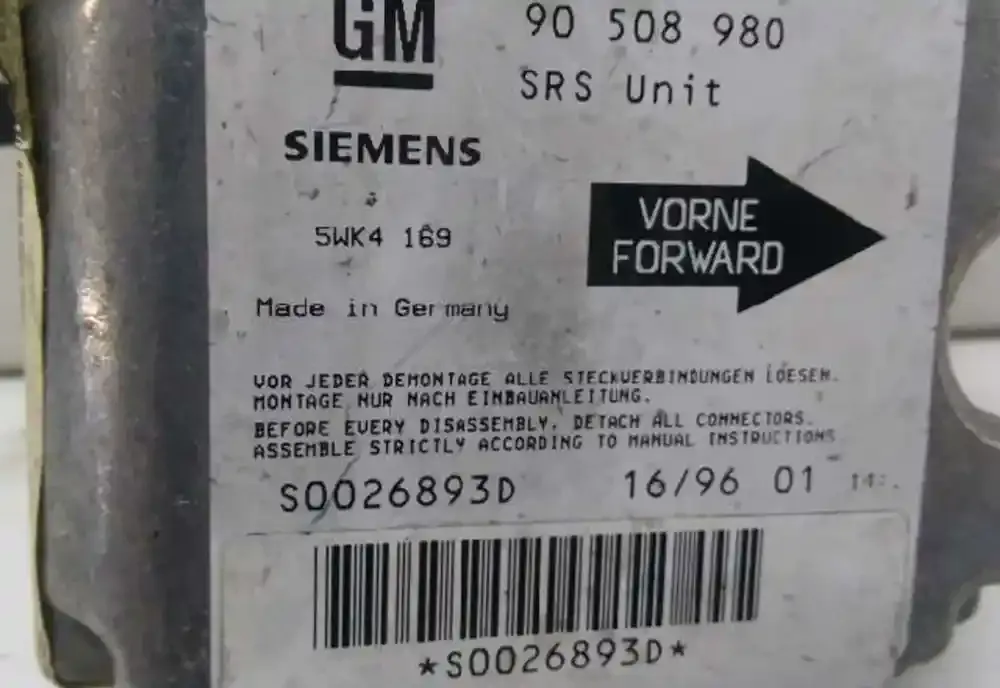 GM
90 508 980
SRS Unit
SIEMENS
VORNE
FORWARD
5WK4 169
Made in Germany
VOR JEDER DEMONTAGE ALLE STECKVERBINDUNGEN LOESEN.
MONTAGE NUR NACH EINBAUANLEITUNG.
BEFORE EVERY DISASSEMBLY, DETACH ALL CONNECTORS.
ASSEMBLE STRICTLY ACCORDING TO MANUAL INSTRUCTIONS
S0026893D
16/96 01
*S0026893D*